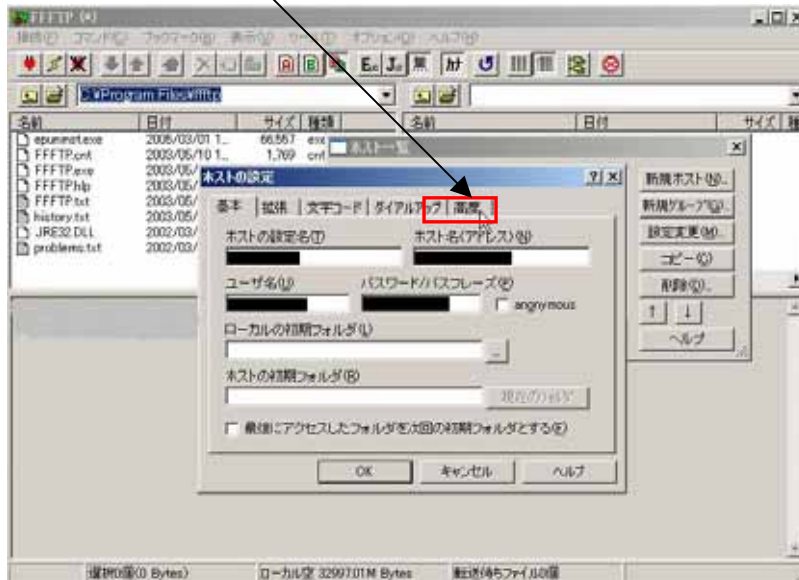 FFFTP (*)
接続(F) コマンド(C) ブックマーク(B) 表示(V) ツール(T) オプション(O) ヘルプ(H)
C:¥Program Files¥ffftp
名前 日付 サイズ 種類 名前 日付 サイズ 種
epuninst.exe 2005/03/01 1... 66,557 exe
FFFTP.cnt 2003/05/10 1... 1,769 cnt
FFFTP.exe 2003/05/
FFFTP.hlp 2003/05/
FFFTP.txt 2003/05/
history.txt 2003/05/
JRE32.DLL 2002/03/
problems.txt 2002/03/
ホスト一覧
新規ホスト(N)...
新規グループ(G)...
設定変更(M)...
コピー(C)
削除(D)...
↑ ↓
ヘルプ
ホストの設定
基本 拡張 文字コード ダイアルアップ 高度
ホストの設定名(T) ホスト名(アドレス)(N)
ユーザ名(U) パスワード/パスフレーズ(P)
anonymous
ローカルの初期フォルダ(L)
...
ホストの初期フォルダ(R)
現在のフォルダ
最後にアクセスしたフォルダを次回の初期フォルダとする(F)
OK キャンセル ヘルプ
選択0個(0 Bytes) ローカル空 32997.01M Bytes 転送待ちファイル0個